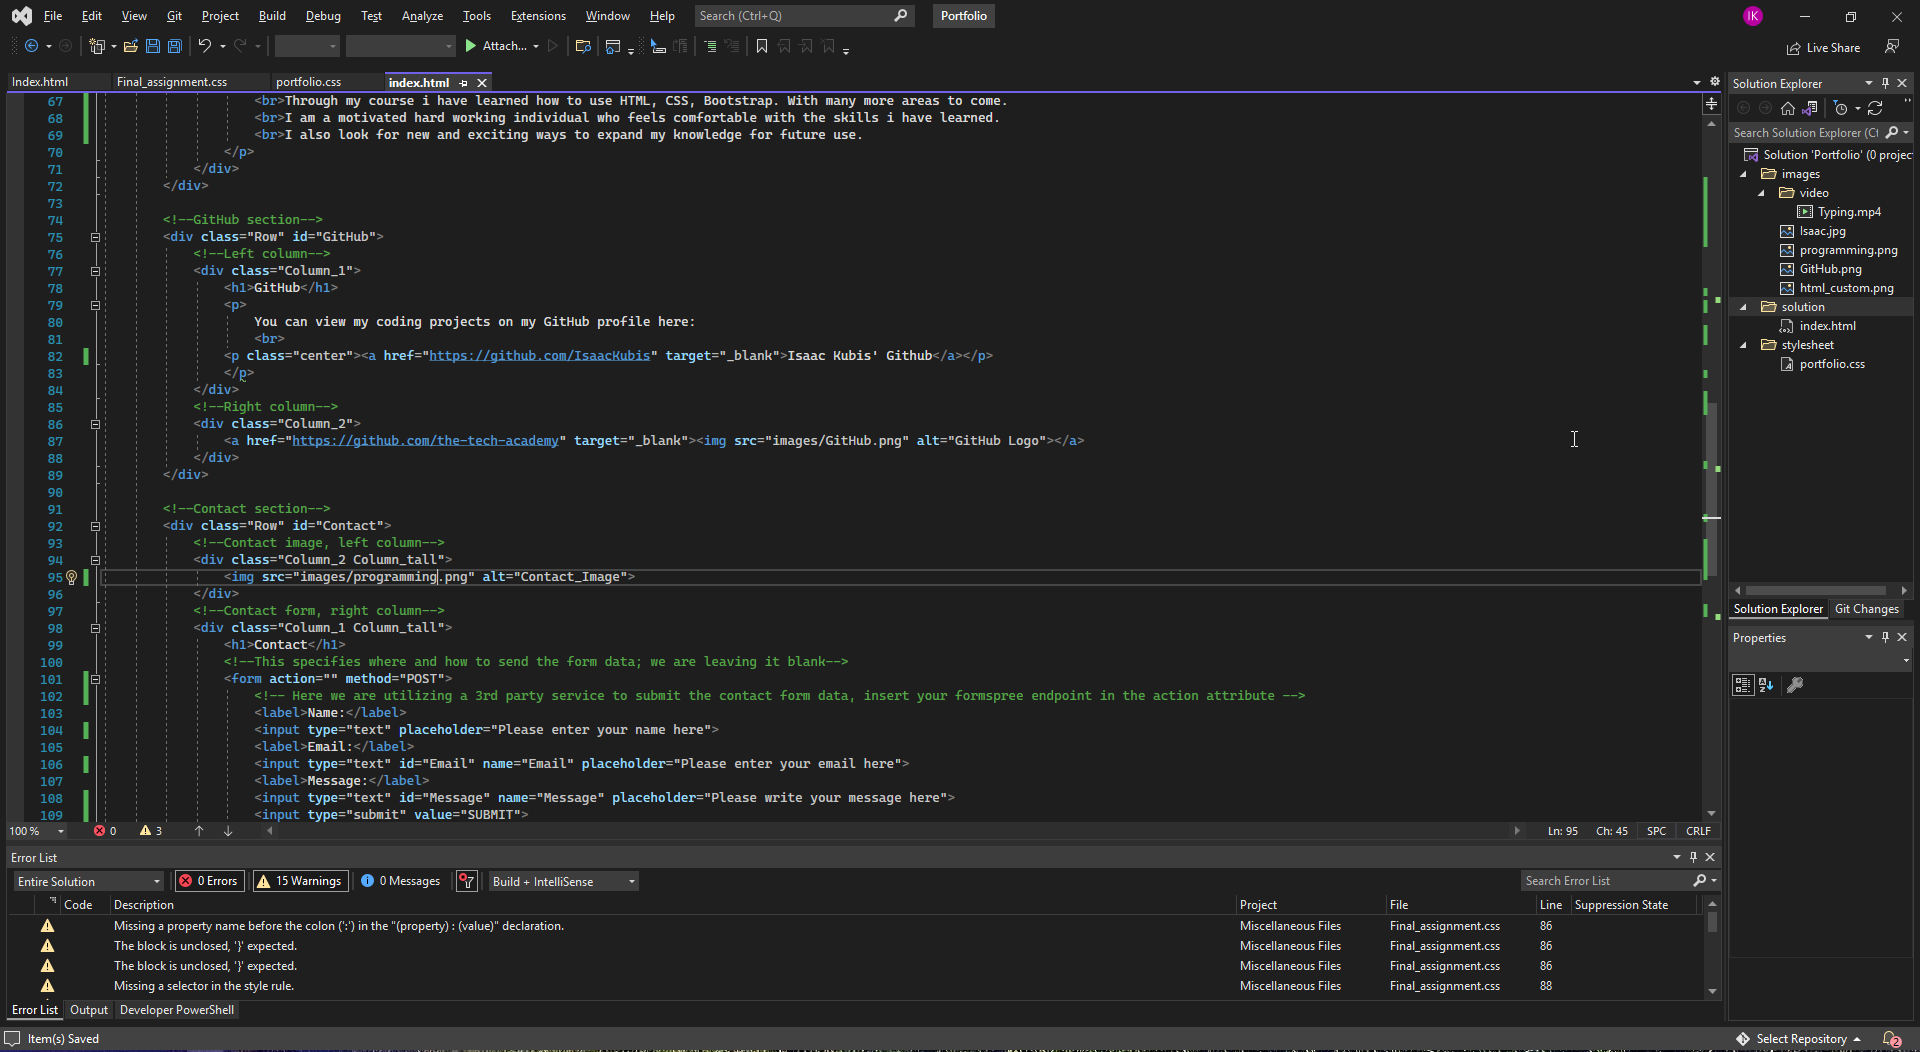 File Edit View Git Project Build Debug Test Analyze Tools Extensions Window Help Search (Ctrl+Q) Portfolio IK
Attach... Live Share
Index.html Final_assignment.css portfolio.css index.html
67 <br>Through my course i have learned how to use HTML, CSS, Bootstrap. With many more areas to come.
68 <br>I am a motivated hard working individual who feels comfortable with the skills i have learned.
69 <br>I also look for new and exciting ways to expand my knowledge for future use.
70 </p>
71 </div>
72 </div>
73
74 <!--GitHub section-->
75 <div class="Row" id="GitHub">
76 <!--Left column-->
77 <div class="Column_1">
78 <h1>GitHub</h1>
79 <p>
80 You can view my coding projects on my GitHub profile here:
81 <br>
82 <p class="center"><a href="https://github.com/IsaacKubis" target="_blank">Isaac Kubis' Github</a></p>
83 </p>
84 </div>
85 <!--Right column-->
86 <div class="Column_2">
87 <a href="https://github.com/the-tech-academy" target="_blank"><img src="images/GitHub.png" alt="GitHub Logo"></a>
88 </div>
89 </div>
90
91 <!--Contact section-->
92 <div class="Row" id="Contact">
93 <!--Contact image, left column-->
94 <div class="Column_2 Column_tall">
95 <img src="images/programming.png" alt="Contact_Image">
96 </div>
97 <!--Contact form, right column-->
98 <div class="Column_1 Column_tall">
99 <h1>Contact</h1>
100 <!--This specifies where and how to send the form data; we are leaving it blank-->
101 <form action="" method="POST">
102 <!-- Here we are utilizing a 3rd party service to submit the contact form data, insert your formspree endpoint in the action attribute -->
103 <label>Name:</label>
104 <input type="text" placeholder="Please enter your name here">
105 <label>Email:</label>
106 <input type="text" id="Email" name="Email" placeholder="Please enter your email here">
107 <label>Message:</label>
108 <input type="text" id="Message" name="Message" placeholder="Please write your message here">
109 <input type="submit" value="SUBMIT">
100 % 0 3 Ln: 95 Ch: 45 SPC CRLF
Solution Explorer
Search Solution Explorer (Ct
Solution 'Portfolio' (0 projec
images
video
Typing.mp4
Isaac.jpg
programming.png
GitHub.png
html_custom.png
solution
index.html
stylesheet
portfolio.css
Solution Explorer Git Changes
Properties
Error List
Entire Solution 0 Errors 15 Warnings 0 Messages Build + IntelliSense Search Error List
Code Description Project File Line Suppression State
Missing a property name before the colon (':') in the "(property) : (value)" declaration. Miscellaneous Files Final_assignment.css 86
The block is unclosed, '}' expected. Miscellaneous Files Final_assignment.css 86
The block is unclosed, '}' expected. Miscellaneous Files Final_assignment.css 86
Missing a selector in the style rule. Miscellaneous Files Final_assignment.css 88
Error List Output Developer PowerShell
Item(s) Saved Select Repository 2